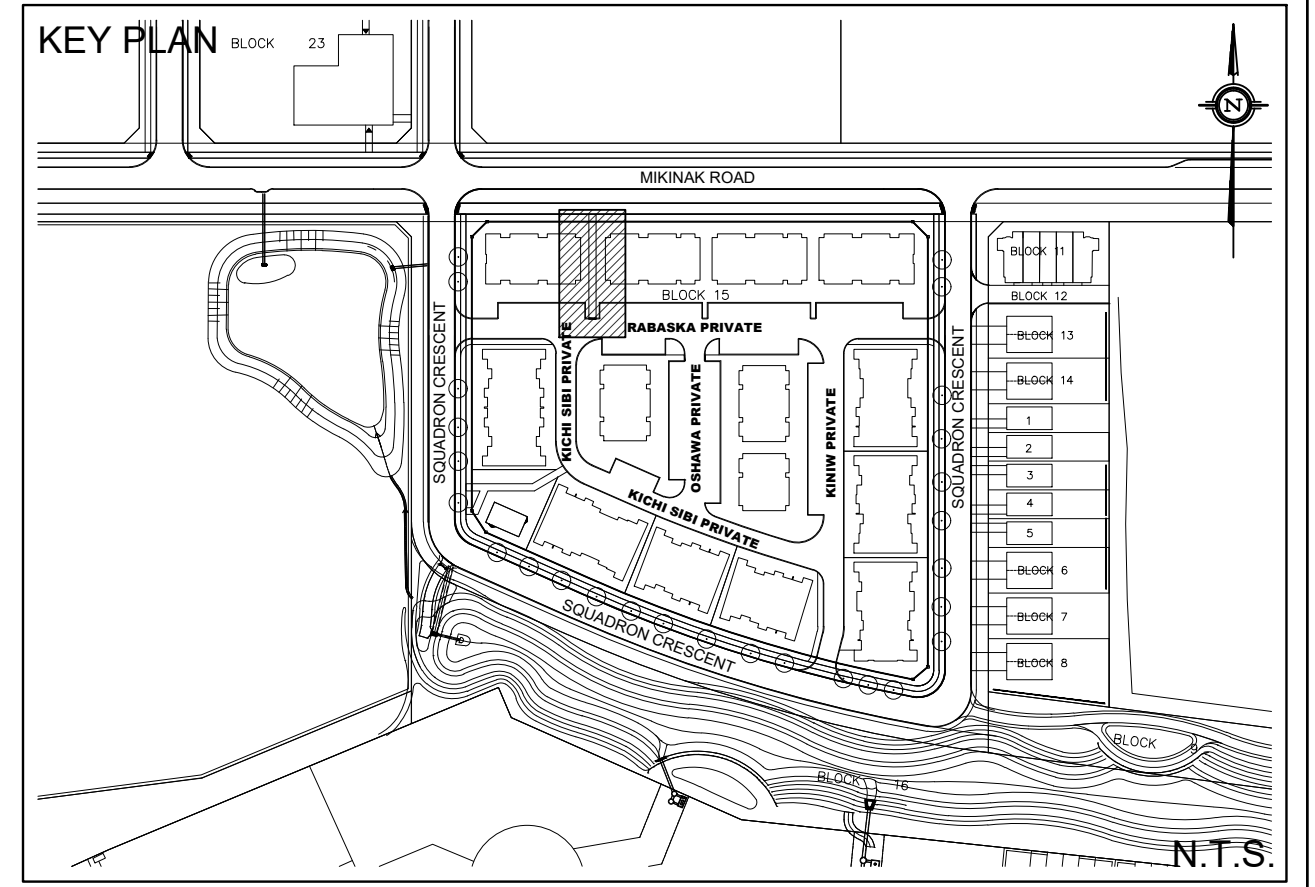 KEY PLAN
BLOCK 23
N
MIKINAK ROAD
BLOCK 11
BLOCK 15
BLOCK 12
RABASKA PRIVATE
BLOCK 13
SQUADRON CRESCENT
KICHI SIBI PRIVATE
OSHAWA PRIVATE
KINIW PRIVATE
SQUADRON CRESCENT
BLOCK 14
1
2
3
4
5
KICHI SIBI PRIVATE
BLOCK 6
SQUADRON CRESCENT
BLOCK 7
BLOCK 8
BLOCK 9
BLOCK 16
N.T.S.